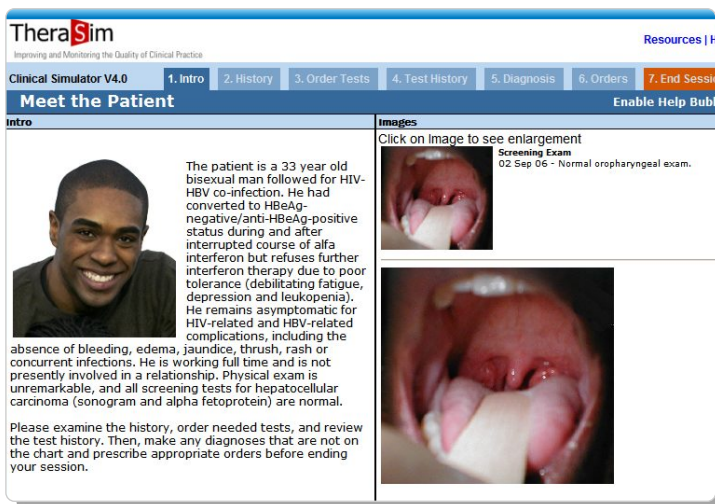 TheraSim
Improving and Monitoring the Quality of Clinical Practice
Resources | H
Clinical Simulator V4.0
1. Intro
2. History
3. Order Tests
4. Test History
5. Diagnosis
6. Orders
7. End Sessi
Meet the Patient
Enable Help Bub
Intro
The patient is a 33 year old
bisexual man followed for HIV-
HBV co-infection. He had
converted to HBeAg-
negative/anti-HBeAg-positive
status during and after
interrupted course of alfa
interferon but refuses further
interferon therapy due to poor
tolerance (debilitating fatigue,
depression and leukopenia).
He remains asymptomatic for
HIV-related and HBV-related
complications, including the
absence of bleeding, edema, jaundice, thrush, rash or
concurrent infections. He is working full time and is not
presently involved in a relationship. Physical exam is
unremarkable, and all screening tests for hepatocellular
carcinoma (sonogram and alpha fetoprotein) are normal.
Please examine the history, order needed tests, and review
the test history. Then, make any diagnoses that are not on
the chart and prescribe appropriate orders before ending
your session.
Images
Click on Image to see enlargement
Screening Exam
02 Sep 06 - Normal oropharyngeal exam.